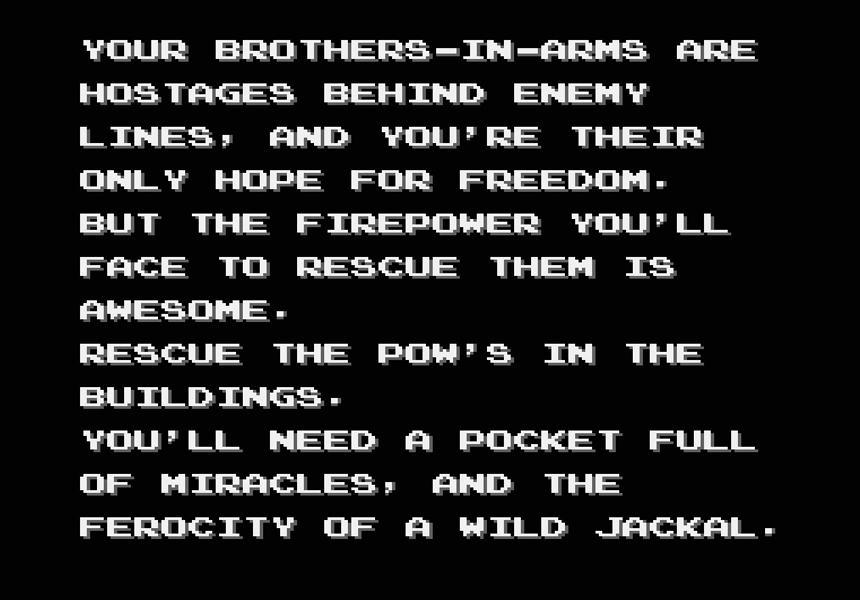 YOUR BROTHERS-IN-ARMS ARE
HOSTAGES BEHIND ENEMY
LINES, AND YOU'RE THEIR
ONLY HOPE FOR FREEDOM.
BUT THE FIREPOWER YOU'LL
FACE TO RESCUE THEM IS
AWESOME.
RESCUE THE POW'S IN THE
BUILDINGS.
YOU'LL NEED A POCKET FULL
OF MIRACLES, AND THE
FEROCITY OF A WILD JACKAL.